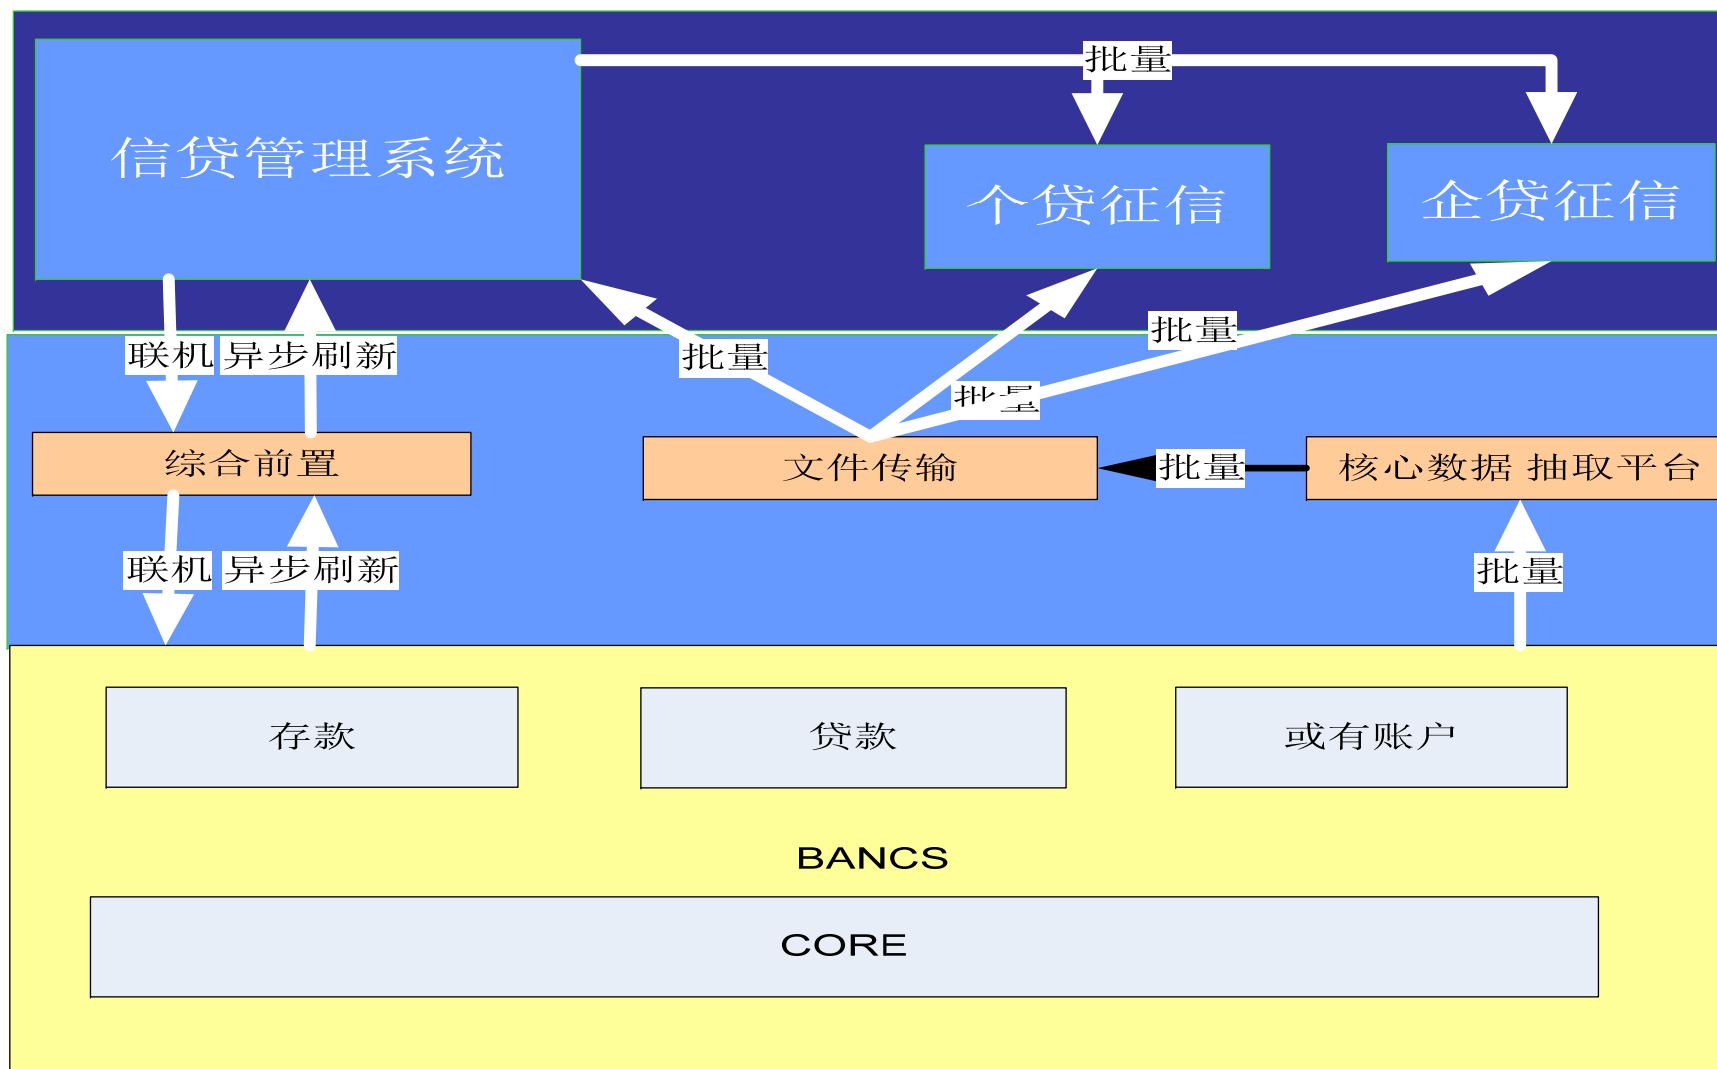 批量
信贷管理系统
个贷征信
企贷征信
批量
联机
异步刷新
批量
批量
综合前置
文件传输
批量
核心数据 抽取平台
联机
异步刷新
批量
存款
贷款
或有账户
BANCS
CORE